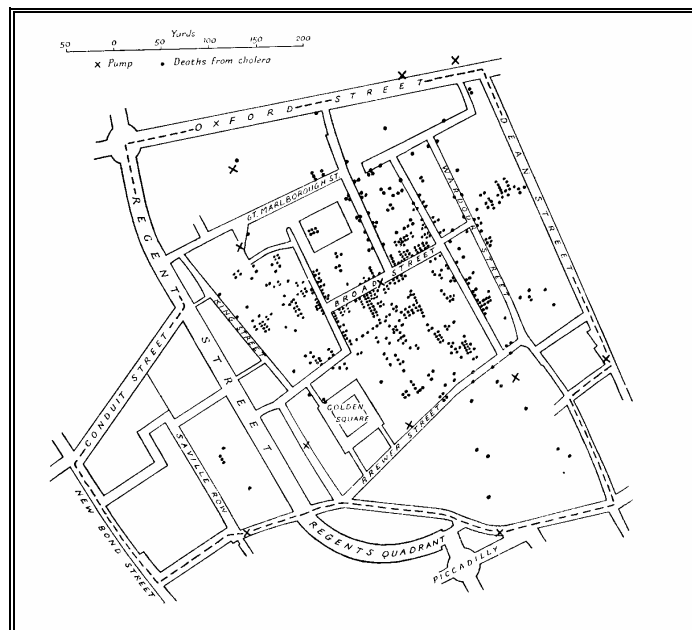 Yards
50 0 50 100 150 200
× Pump • Deaths from cholera
OXFORD STREET
DEAN STREET
WARDOUR STREET
GT. MARLBOROUGH ST.
REGENT STREET
BROAD STREET
KING STREET
CONDUIT STREET
GOLDEN
SQUARE
BREWER STREET
SAVILLE ROW
NEW BOND STREET
REGENTS QUADRANT
PICCADILLY